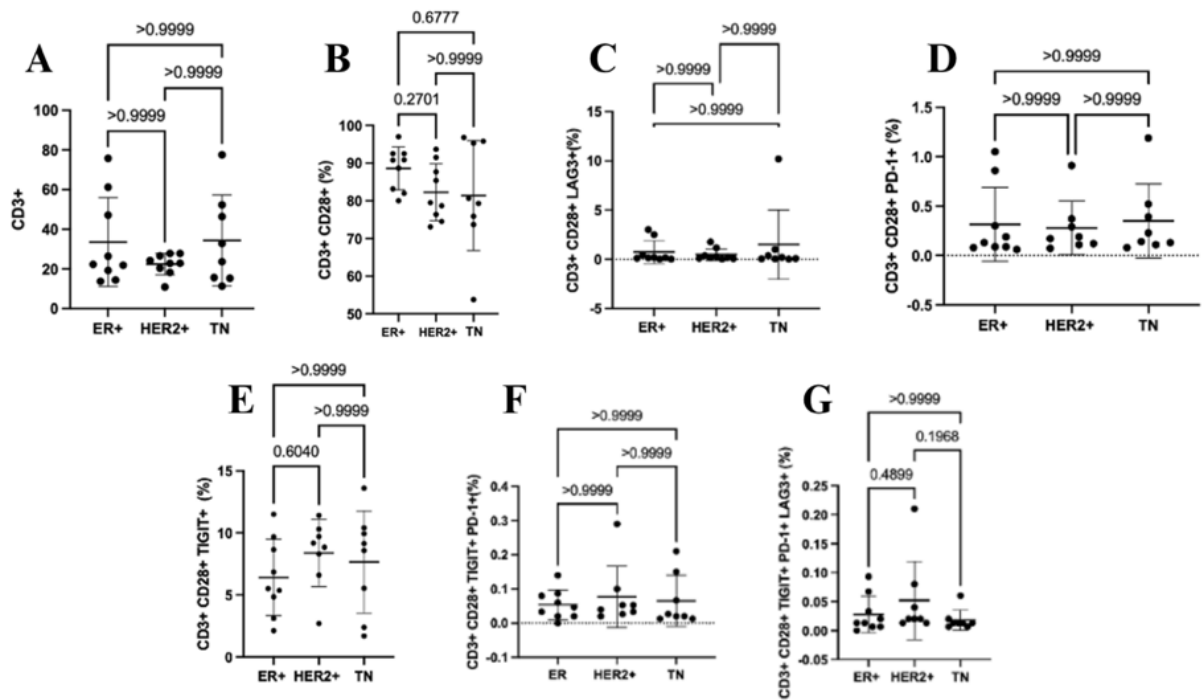 A
>0.9999
>0.9999
>0.9999
CD3+
100
80
60
40
20
0
ER+ HER2+ TN
B
0.6777
>0.9999
0.2701
CD3+ CD28+ (%)
100
90
80
70
60
50
ER+ HER2+ TN
C
>0.9999
>0.9999
>0.9999
CD3+ CD28+ LAG3+(%)
15
10
5
0
-5
ER+ HER2+ TN
D
>0.9999
>0.9999 >0.9999
CD3+ CD28+ PD-1+ (%)
1.5
1.0
0.5
0.0
-0.5
ER+ HER2+ TN
E
>0.9999
>0.9999
0.6040
CD3+ CD28+ TIGIT+ (%)
15
10
5
0
ER+ HER2+ TN
F
>0.9999
>0.9999
>0.9999
CD3+ CD28+ TIGIT+ PD-1+(%)
0.4
0.3
0.2
0.1
0.0
-0.1
ER HER2+ TN
G
>0.9999
0.1968
0.4899
CD3+ CD28+ TIGIT+ PD-1+ LAG3+ (%)
0.25
0.20
0.15
0.10
0.05
0.00
-0.05
ER+ HER2+ TN